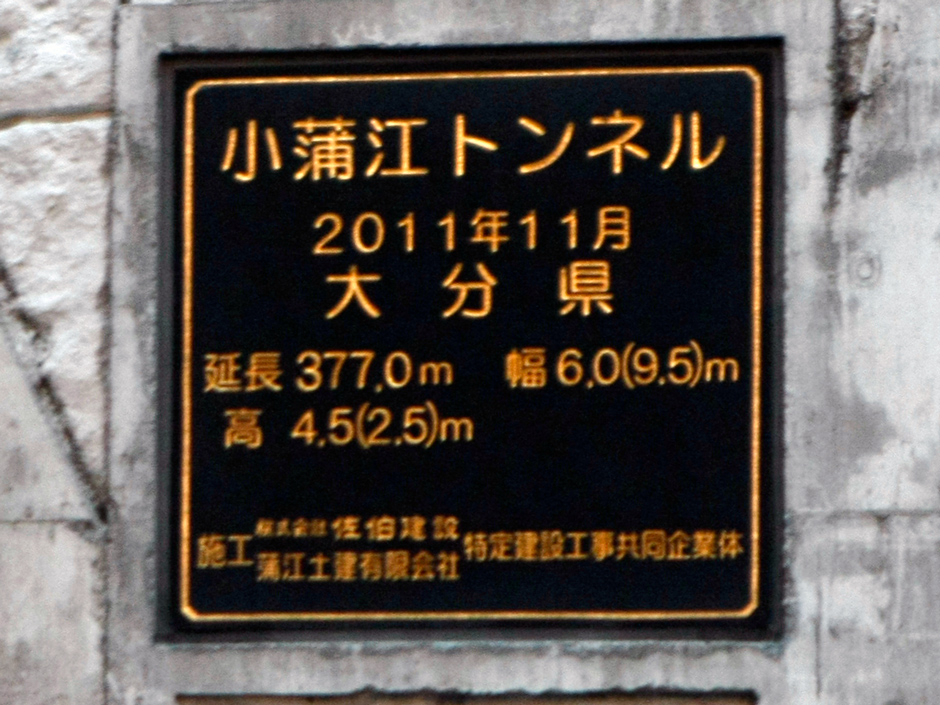 小蒲江トンネル
2011年11月
大分県
延長 377.0m 幅 6.0(9.5)m
高 4.5(2.5)m
施工 株式会社 佐伯建設 特定建設工事共同企業体
蒲江土建有限会社